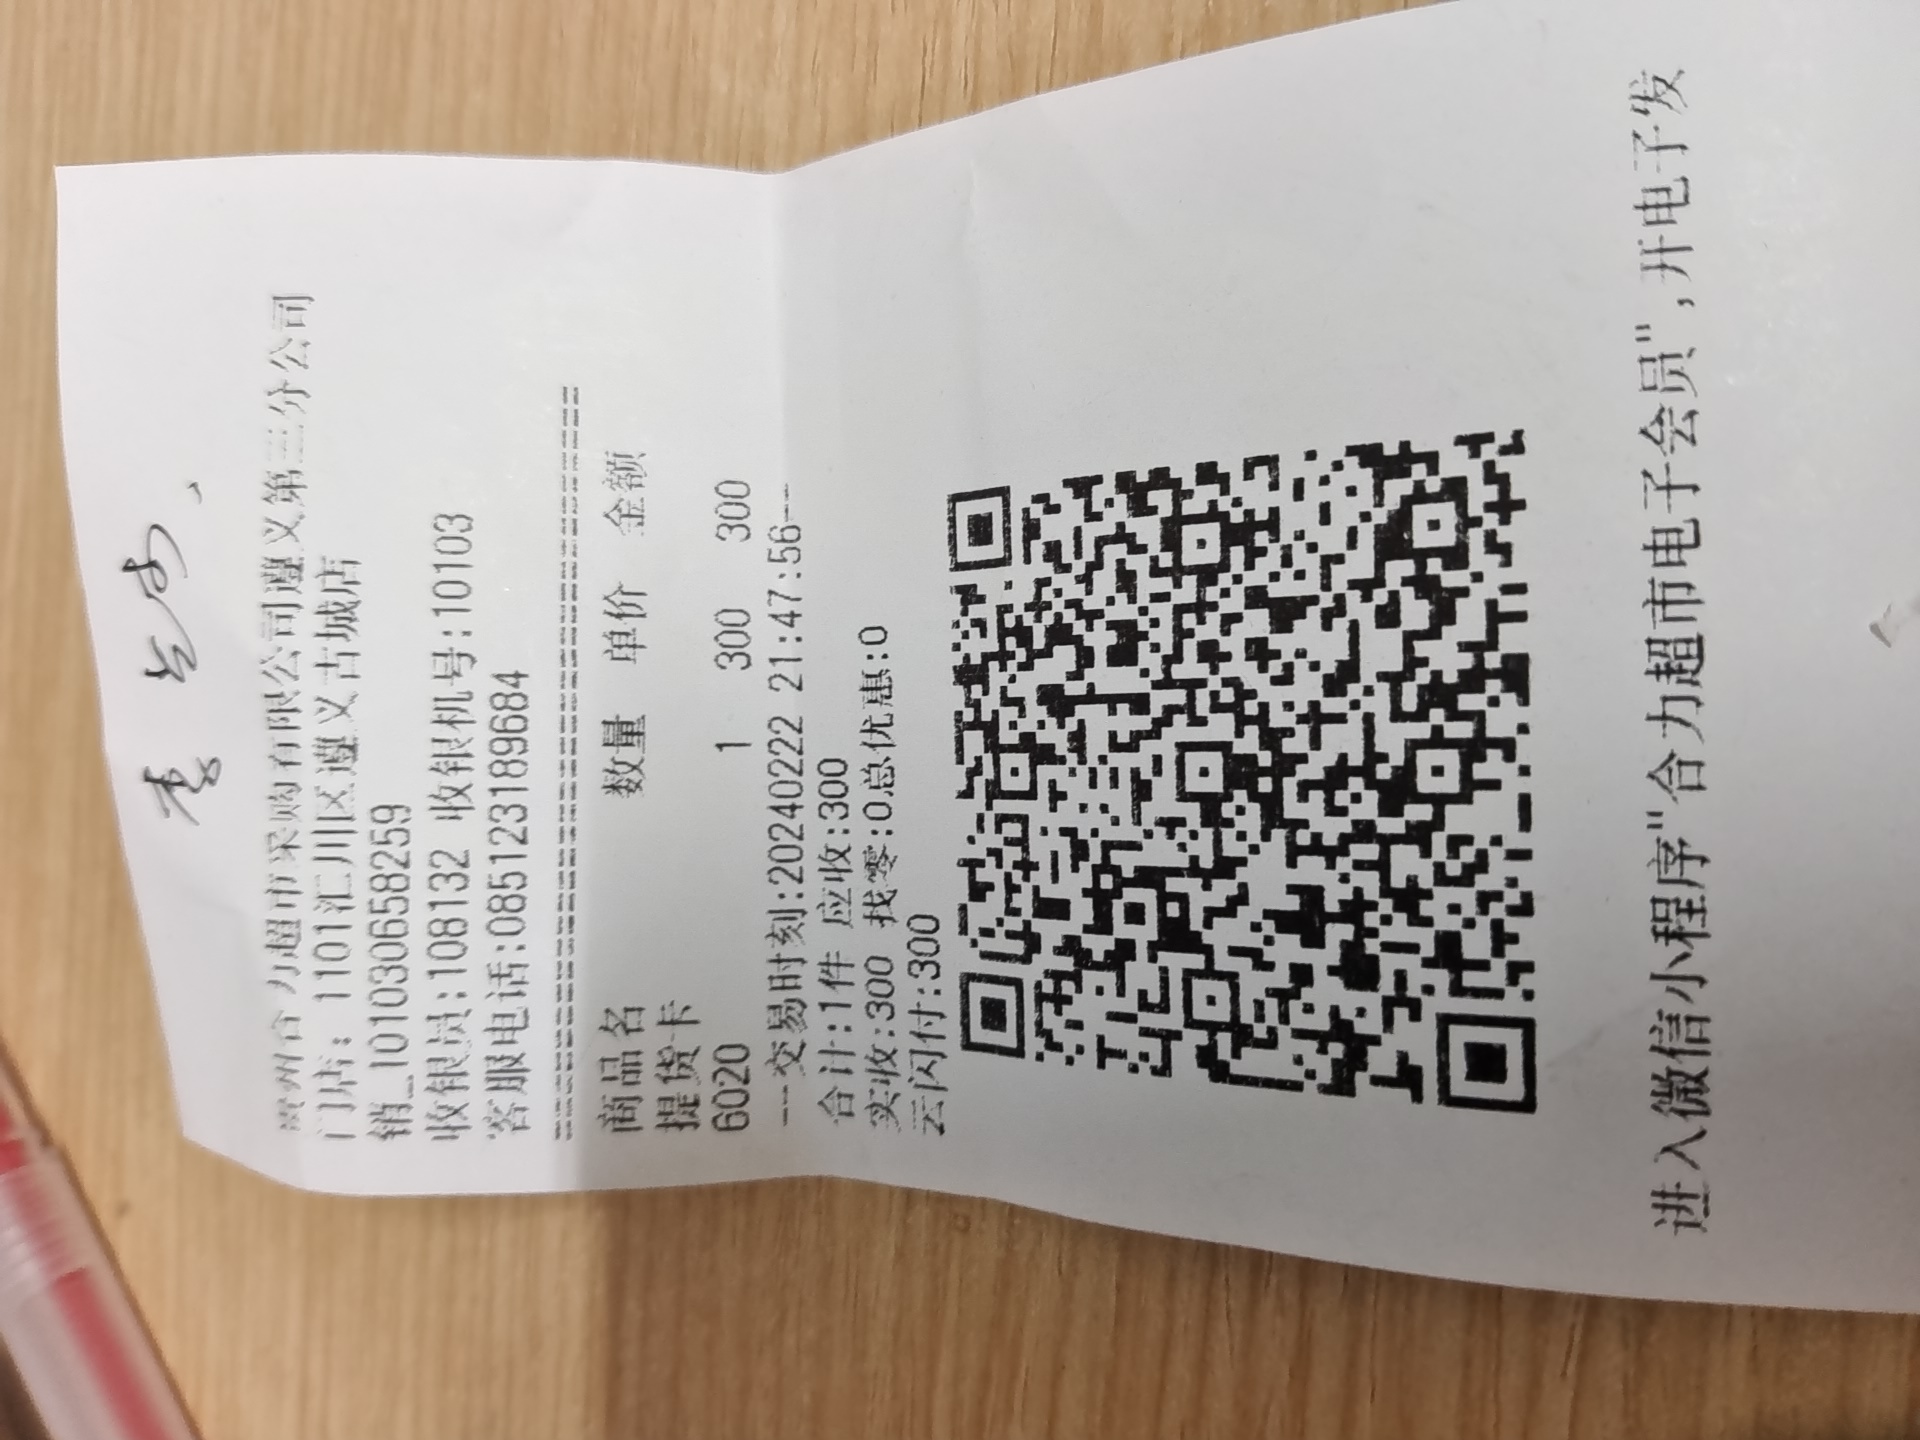 贵州合力超市采购有限公司遵义第三分公司
门店: 1101汇川区遵义古城店
销_101030658259
收银员:108132 收银机号:10103
客服电话:085123189684
================================
商品名 数量 单价 金额
提货卡
6020 1 300 300
--交易时刻:20240222 21:47:56--
合计:1件 应收:300
实收:300 找零:0总优惠:0
云闪付:300
进入微信小程序"合力超市电子会员",开电子发